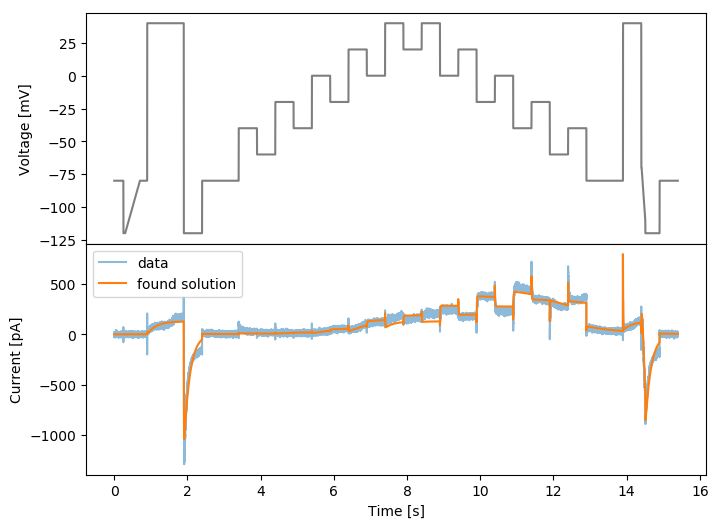 25
0
−25
−50
−75
−100
−125
Voltage [mV]
data
found solution
500
0
−500
−1000
Current [pA]
0 2 4 6 8 10 12 14 16
Time [s]